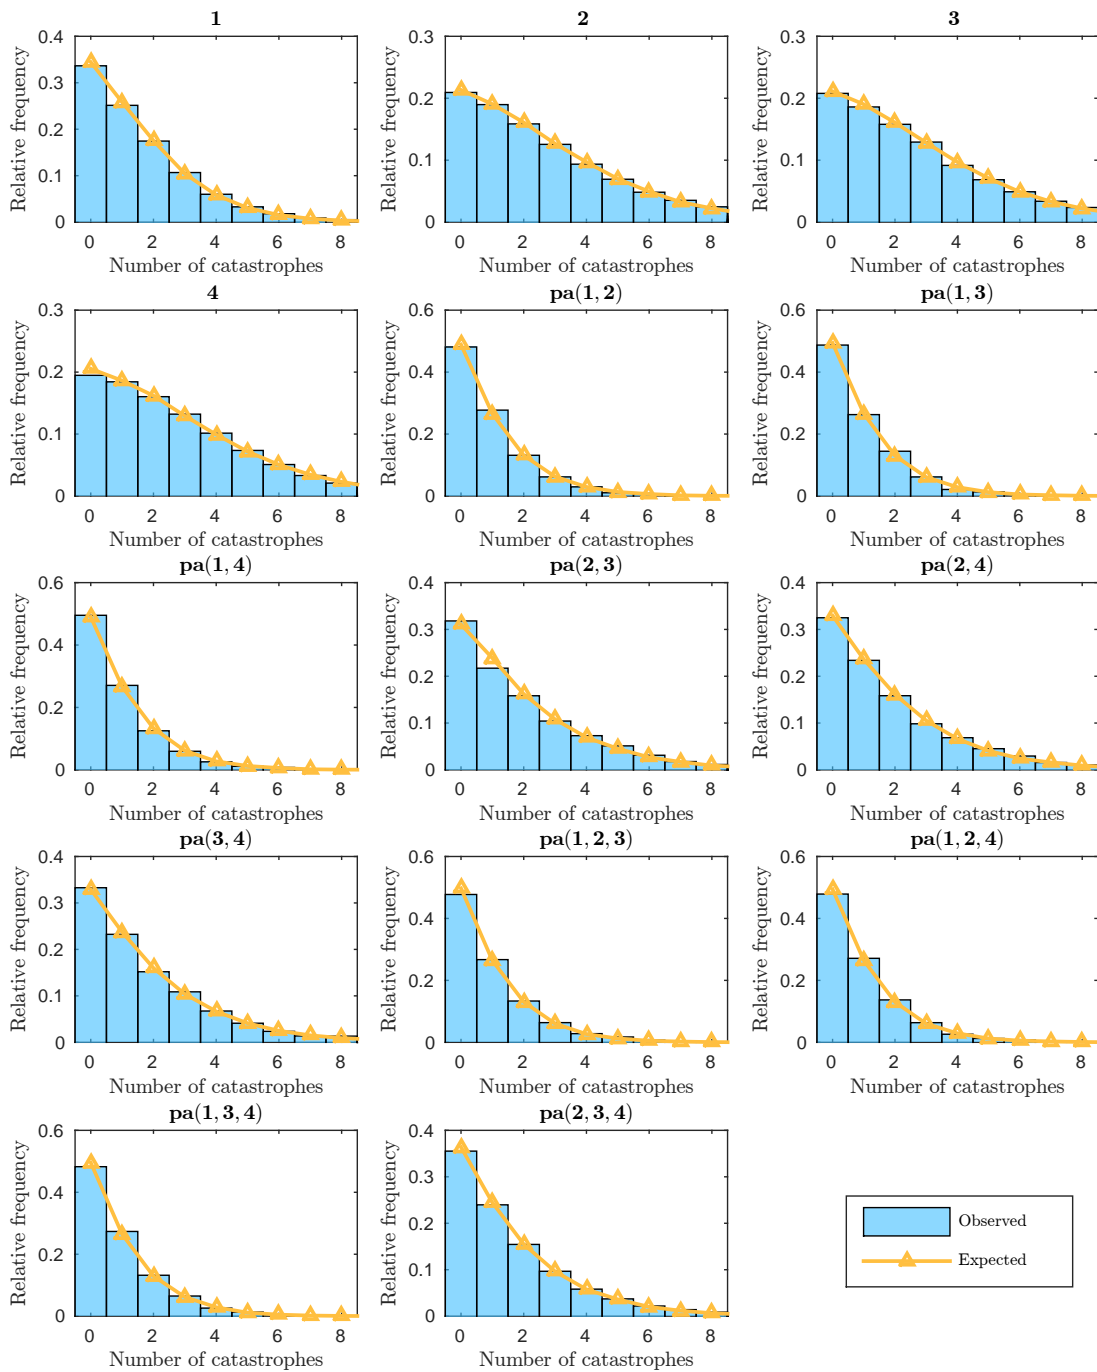 1
0.4
0.3
0.2
0.1
0
Relative frequency
0 2 4 6 8
Number of catastrophes
2
0.3
0.2
0.1
0
Relative frequency
0 2 4 6 8
Number of catastrophes
3
0.3
0.2
0.1
0
Relative frequency
0 2 4 6 8
Number of catastrophes
4
0.3
0.2
0.1
0
Relative frequency
0 2 4 6 8
Number of catastrophes
pa(1, 2)
0.6
0.4
0.2
0
Relative frequency
0 2 4 6 8
Number of catastrophes
pa(1, 3)
0.6
0.4
0.2
0
Relative frequency
0 2 4 6 8
Number of catastrophes
pa(1, 4)
0.6
0.4
0.2
0
Relative frequency
0 2 4 6 8
Number of catastrophes
pa(2, 3)
0.4
0.3
0.2
0.1
0
Relative frequency
0 2 4 6 8
Number of catastrophes
pa(2, 4)
0.4
0.3
0.2
0.1
0
Relative frequency
0 2 4 6 8
Number of catastrophes
pa(3, 4)
0.4
0.3
0.2
0.1
0
Relative frequency
0 2 4 6 8
Number of catastrophes
pa(1, 2, 3)
0.6
0.4
0.2
0
Relative frequency
0 2 4 6 8
Number of catastrophes
pa(1, 2, 4)
0.6
0.4
0.2
0
Relative frequency
0 2 4 6 8
Number of catastrophes
pa(1, 3, 4)
0.6
0.4
0.2
0
Relative frequency
0 2 4 6 8
Number of catastrophes
pa(2, 3, 4)
0.4
0.3
0.2
0.1
0
Relative frequency
0 2 4 6 8
Number of catastrophes
Observed
Expected